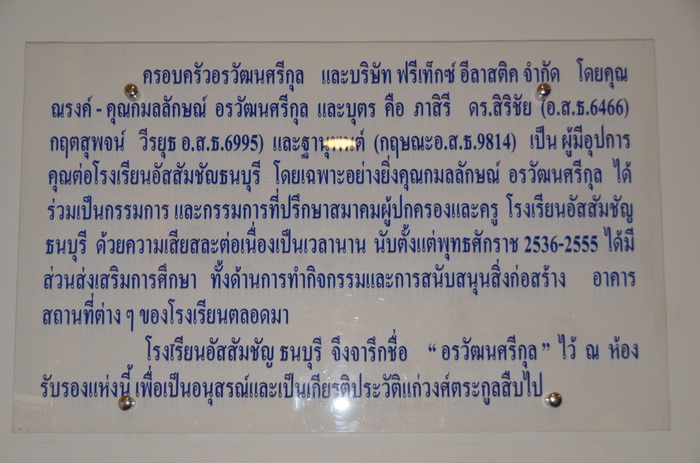 ครอบครัวอรวัฒนศรีกุล และบริษัท ฟรีเท็กซ์ อีลาสติค จำกัด โดยคุณ
ณรงค์ - คุณกมลลักษณ์ อรวัฒนศรีกุล และบุตร คือ ภาสิรี ดร.สิริชัย (อ.ส.ธ.6466)
กฤตสุพจน์ วีรยุธ อ.ส.ธ.6995) และ (กฤษณะอ.ส.ธ.9814) เป็น ผู้มีอุปการ
คุณต่อโรงเรียนอัสสัมชัญธนบุรี โดยเฉพาะอย่างยิ่งคุณกมลลักษณ์ อรวัฒนศรีกุล ได้
ร่วมเป็นกรรมการ และกรรมการที่ปรึกษาสมาคมผู้ปกครองและครู โรงเรียนอัสสัมชัญ
ธนบุรี ด้วยความเสียสละต่อเนื่องเป็นเวลานาน นับตั้งแต่พุทธศักราช 2536-2555 ได้มี
ส่วนส่งเสริมการศึกษา ทั้งด้านการทำกิจกรรมและการสนับสนุนสิ่งก่อสร้าง อาคาร
สถานที่ต่าง ๆ ของโรงเรียนตลอดมา
โรงเรียนอัสสัมชัญ ธนบุรี จึงจารึกชื่อ “ อรวัฒนศรีกุล ” ไว้ ณ ห้อง
รับรองแห่งนี้ เพื่อเป็นอนุสรณ์และเป็นเกียรติประวัติแก่วงศ์ตระกูลสืบไป